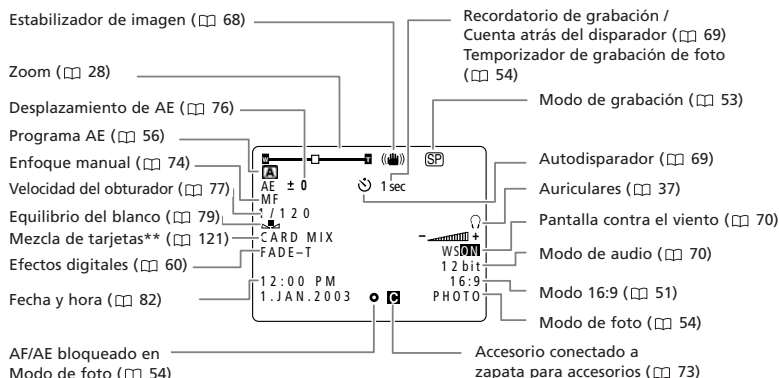 Estabilizador de imagen ( 68)
Zoom ( 28)
Desplazamiento de AE ( 76)
Programa AE ( 56)
Enfoque manual ( 74)
Velocidad del obturador ( 77)
Equilibrio del blanco ( 79)
Mezcla de tarjetas** ( 121)
Efectos digitales ( 60)
Fecha y hora ( 82)
AF/AE bloqueado en
Modo de foto ( 54)
W T
A
AE ± 0
MF
1/120
CARD MIX
FADE-T
12:00 PM
1.JAN.2003
1 sec
SP
- +
WS ON
12bit
16:9
PHOTO
C
Recordatorio de grabación /
Cuenta atrás del disparador ( 69)
Temporizador de grabación de foto
( 54)
Modo de grabación ( 53)
Autodisparador ( 69)
Auriculares ( 37)
Pantalla contra el viento ( 70)
Modo de audio ( 70)
Modo 16:9 ( 51)
Modo de foto ( 54)
Accesorio conectado a
zapata para accesorios ( 73)